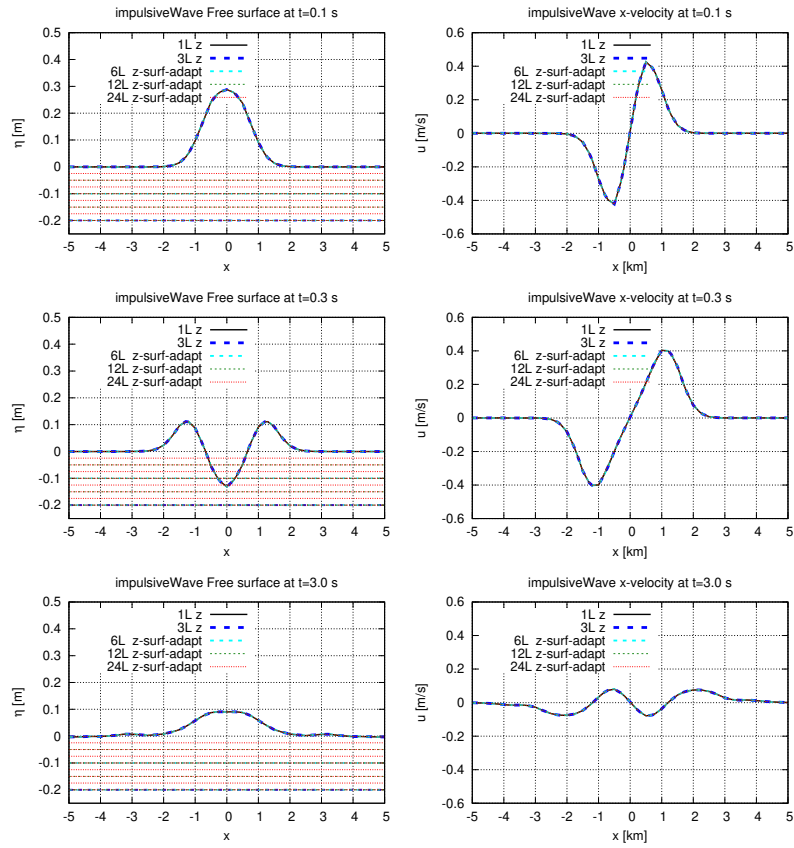 impulsiveWave Free surface at t=0.1 s
η [m]
0.5
0.4
0.3
0.2
0.1
0
-0.1
-0.2
1L z
3L z
6L z-surf-adapt
12L z-surf-adapt
24L z-surf-adapt
-5 -4 -3 -2 -1 0 1 2 3 4 5
x
impulsiveWave x-velocity at t=0.1 s
u [m/s]
0.6
0.4
0.2
0
-0.2
-0.4
-0.6
1L z
3L z
6L z-surf-adapt
12L z-surf-adapt
24L z-surf-adapt
-5 -4 -3 -2 -1 0 1 2 3 4 5
x [km]
impulsiveWave Free surface at t=0.3 s
η [m]
0.5
0.4
0.3
0.2
0.1
0
-0.1
-0.2
1L z
3L z
6L z-surf-adapt
12L z-surf-adapt
24L z-surf-adapt
-5 -4 -3 -2 -1 0 1 2 3 4 5
x
impulsiveWave x-velocity at t=0.3 s
u [m/s]
0.6
0.4
0.2
0
-0.2
-0.4
-0.6
1L z
3L z
6L z-surf-adapt
12L z-surf-adapt
24L z-surf-adapt
-5 -4 -3 -2 -1 0 1 2 3 4 5
x [km]
impulsiveWave Free surface at t=3.0 s
η [m]
0.5
0.4
0.3
0.2
0.1
0
-0.1
-0.2
1L z
3L z
6L z-surf-adapt
12L z-surf-adapt
24L z-surf-adapt
-5 -4 -3 -2 -1 0 1 2 3 4 5
x
impulsiveWave x-velocity at t=3.0 s
u [m/s]
0.6
0.4
0.2
0
-0.2
-0.4
-0.6
1L z
3L z
6L z-surf-adapt
12L z-surf-adapt
24L z-surf-adapt
-5 -4 -3 -2 -1 0 1 2 3 4 5
x [km]